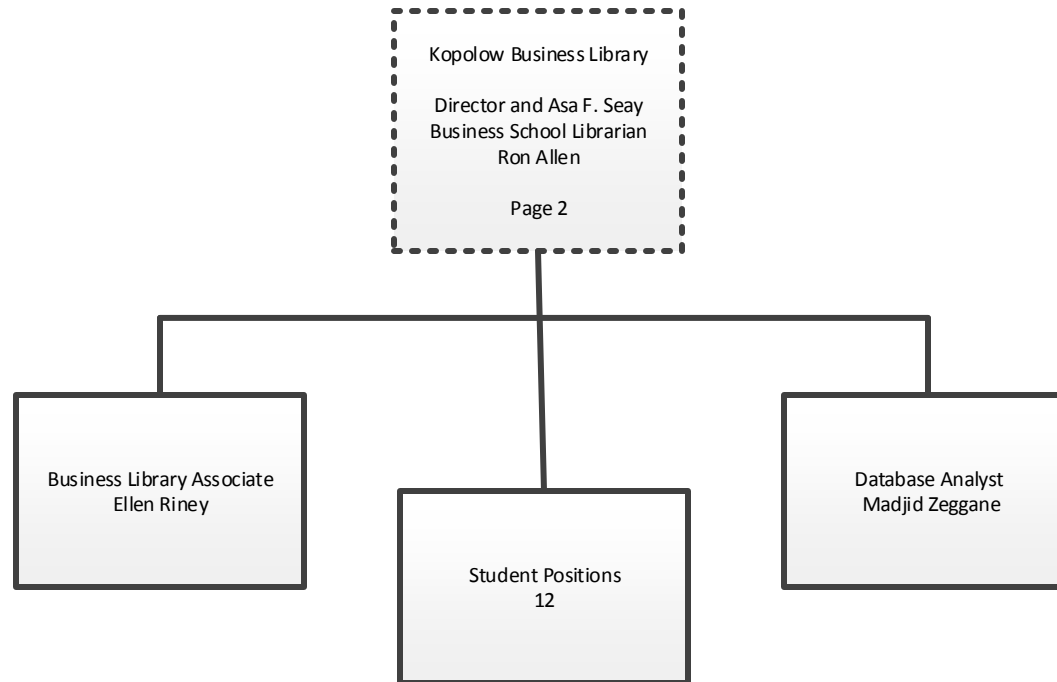 Kopolow Business Library
Director and Asa F. Seay
Business School Librarian
Ron Allen
Page 2
Business Library Associate
Ellen Riney
Student Positions
12
Database Analyst
Madjid Zeggane